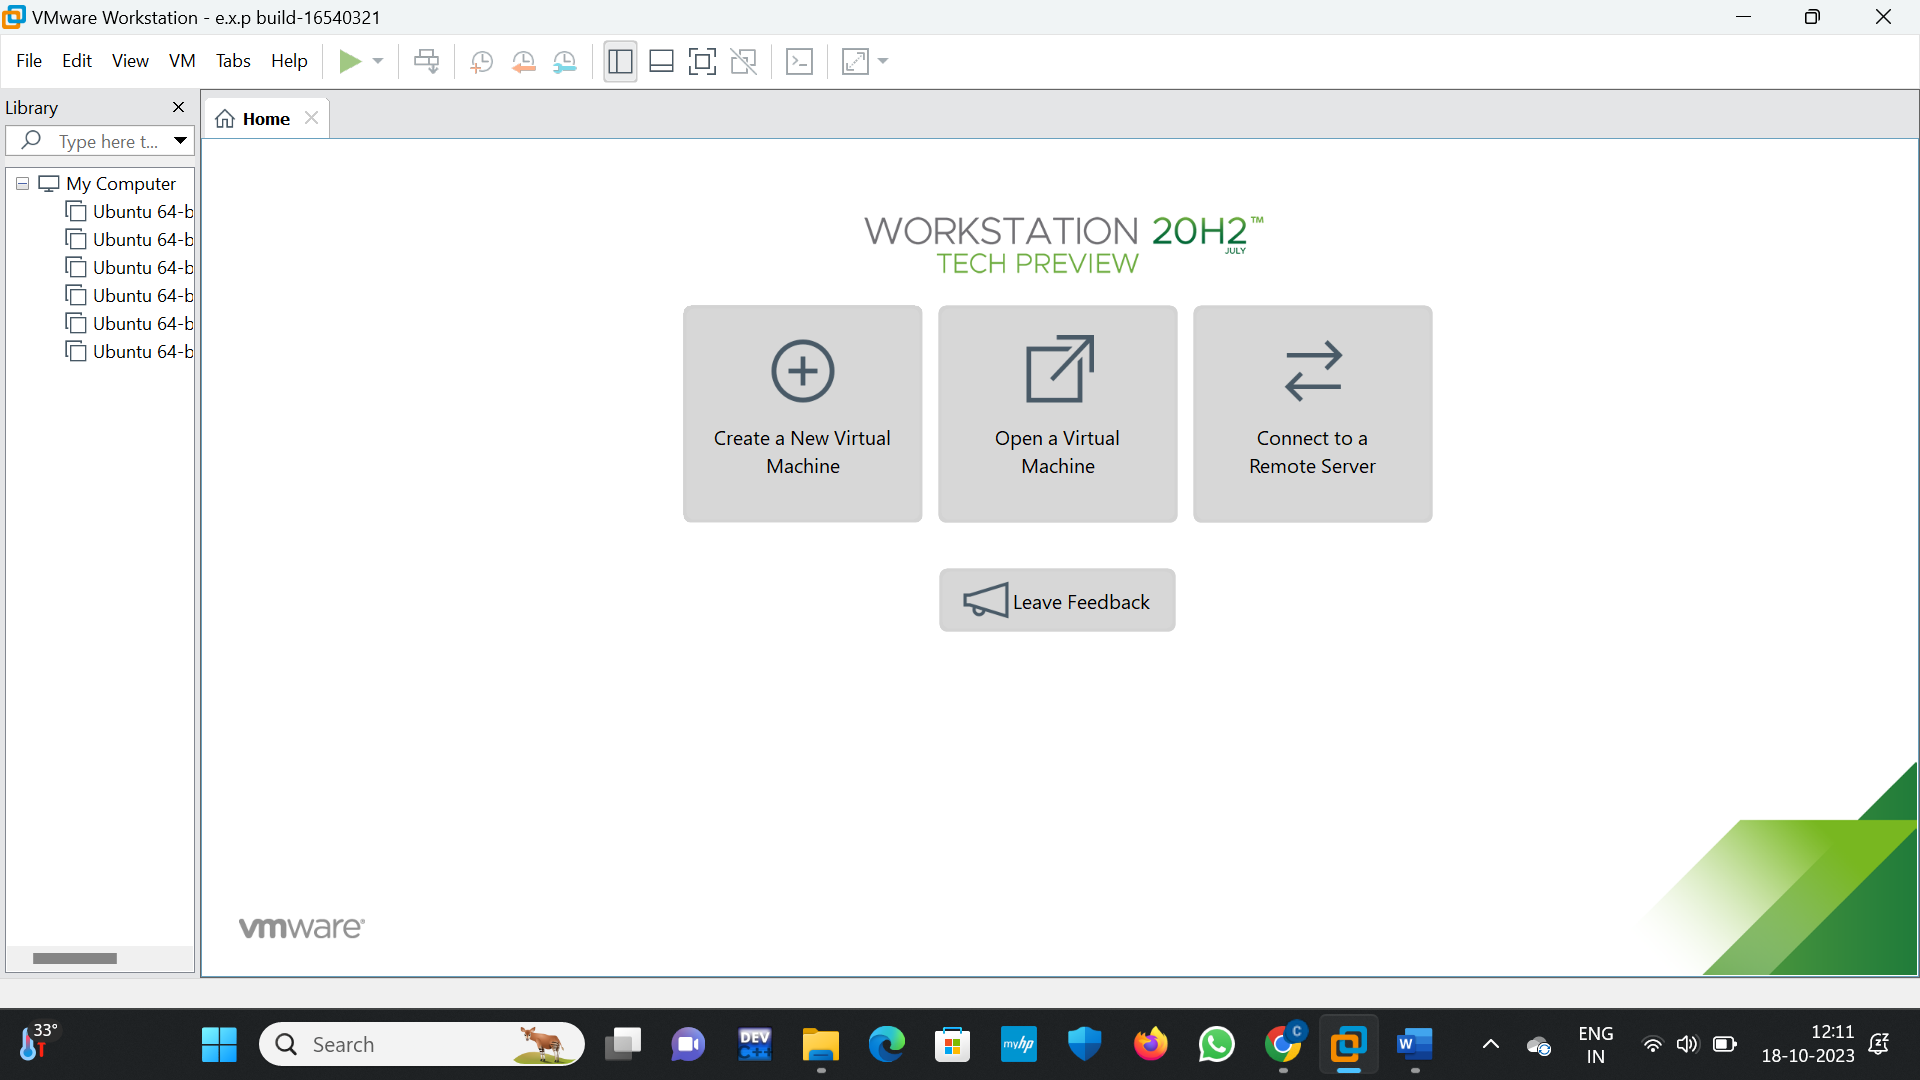 VMware Workstation - e.x.p build-16540321
File Edit View VM Tabs Help
Library
Type here t...
Home
My Computer
Ubuntu 64-b
Ubuntu 64-b
Ubuntu 64-b
Ubuntu 64-b
Ubuntu 64-b
Ubuntu 64-b
WORKSTATION 20H2™
JULY
TECH PREVIEW
Create a New Virtual
Machine
Open a Virtual
Machine
Connect to a
Remote Server
Leave Feedback
vmware®
33°
Search
DEV
C++
myhp
C
W
ENG
IN
12:11
18-10-2023